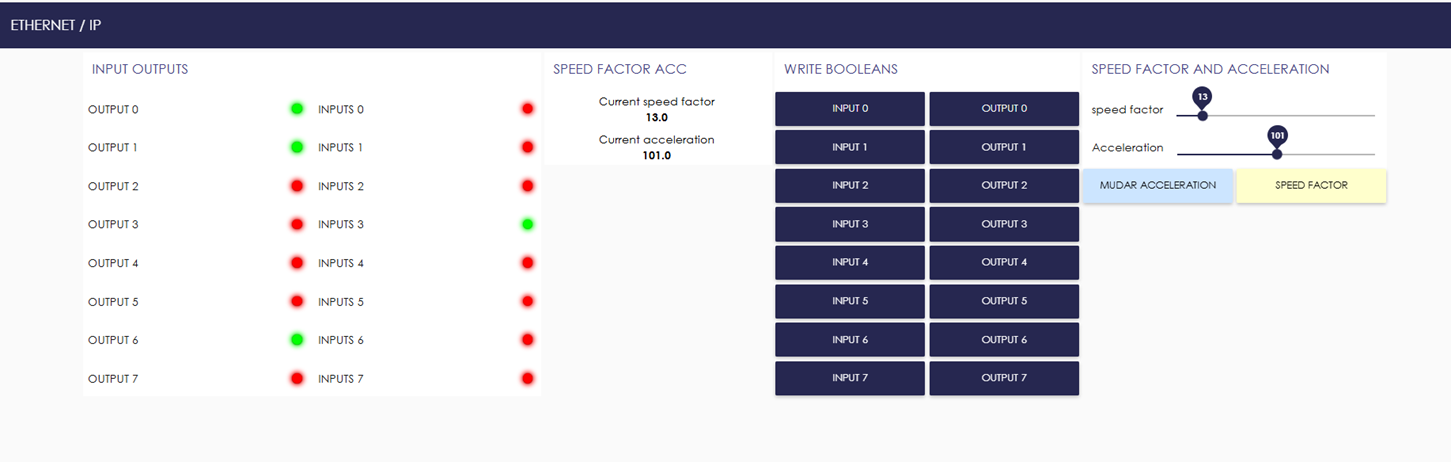 ETHERNET / IP
INPUT OUTPUTS
OUTPUT 0
INPUTS 0
OUTPUT 1
INPUTS 1
OUTPUT 2
INPUTS 2
OUTPUT 3
INPUTS 3
OUTPUT 4
INPUTS 4
OUTPUT 5
INPUTS 5
OUTPUT 6
INPUTS 6
OUTPUT 7
INPUTS 7
SPEED FACTOR ACC
Current speed factor
13.0
Current acceleration
101.0
WRITE BOOLEANS
INPUT 0
OUTPUT 0
INPUT 1
OUTPUT 1
INPUT 2
OUTPUT 2
INPUT 3
OUTPUT 3
INPUT 4
OUTPUT 4
INPUT 5
OUTPUT 5
INPUT 6
OUTPUT 6
INPUT 7
OUTPUT 7
SPEED FACTOR AND ACCELERATION
speed factor
13
Acceleration
101
MUDAR ACCELERATION
SPEED FACTOR